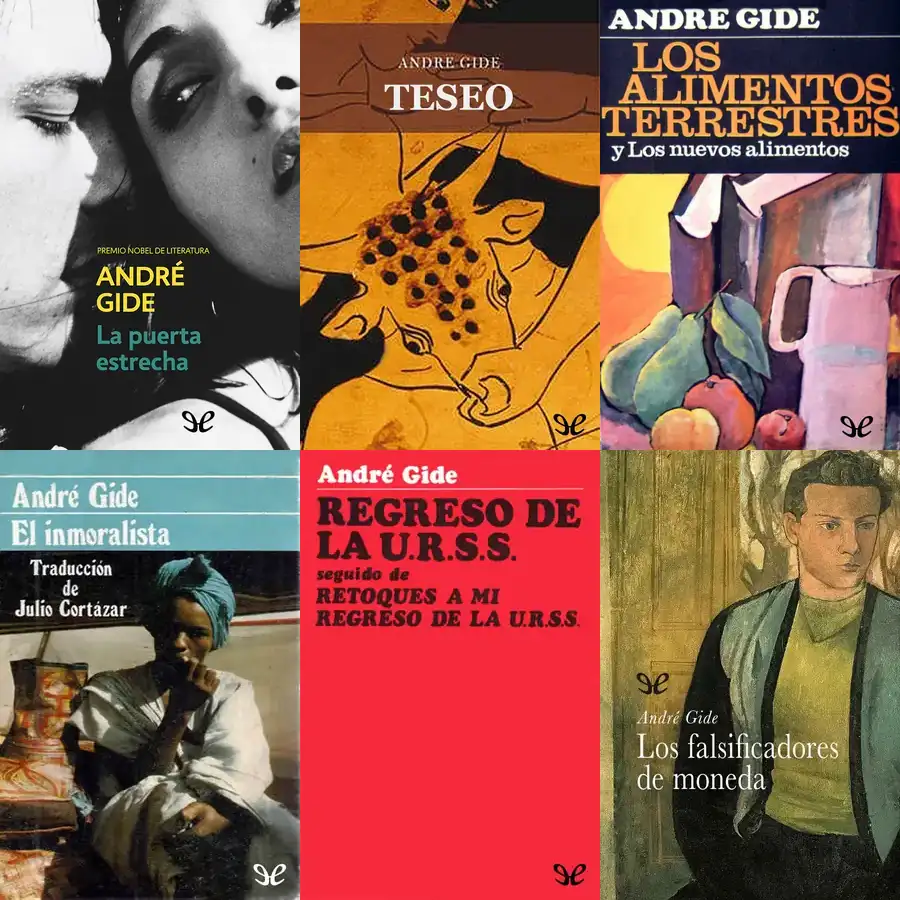 PREMIO NOBEL DE LITERATURA
ANDRÉ
GIDE
La puerta
estrecha
ANDRE GIDE
TESEO
ANDRE GIDE
LOS
ALIMENTOS
TERRESTRES
y Los nuevos alimentos
André Gide
El inmoralista
Traducción
de
Julio Cortázar
André Gide
REGRESO DE
LA U.R.S.S.
seguido de
RETOQUES A MI
REGRESO DE LA U.R.S.S.
André Gide
Los falsificadores
de moneda